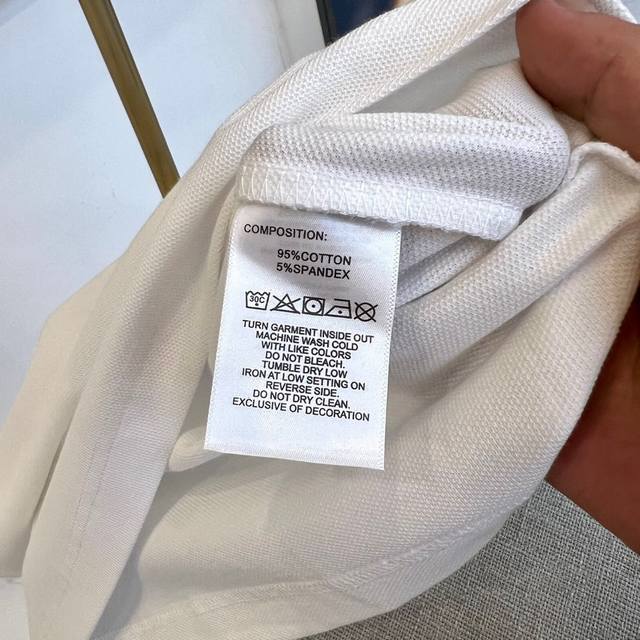 COMPOSITION:
95%COTTON
5%SPANDEX
30C
TURN GARMENT INSIDE OUT
MACHINE WASH COLD
WITH LIKE COLORS
DO NOT BLEACH.
TUMBLE DRY LOW
IRON AT LOW SETTING ON
REVERSE SIDE.
DO NOT DRY CLEAN.
EXCLUSIVE OF DECORATION